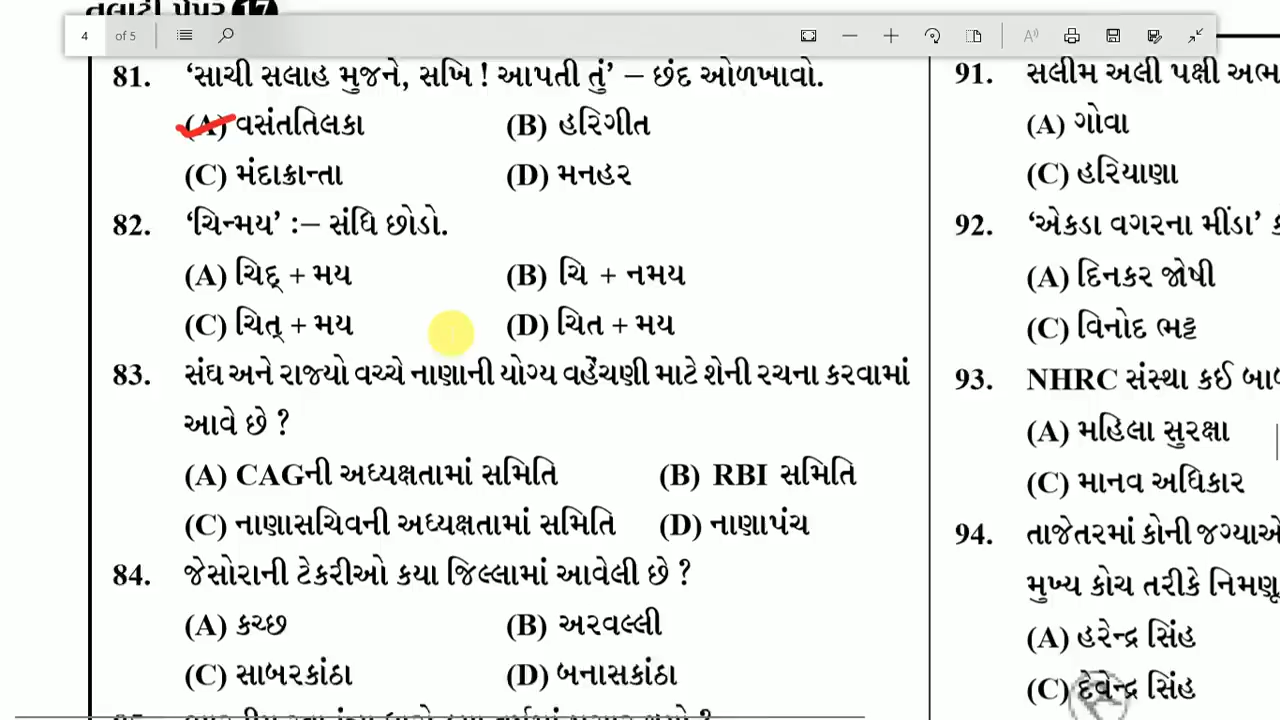 તલાટી પેપર 17
4 of 5
81. ‘સાચી સલાહ મુજને, સખિ ! આપતી તું’ – છંદ ઓળખાવો.
(A) વસંતતિલકા (B) હરિગીત
(C) મંદાક્રાન્તા (D) મનહર
82. ‘ચિન્મય’ :– સંધિ છોડો.
(A) ચિદ્ + મય (B) ચિ + નમય
(C) ચિત્ + મય (D) ચિત + મય
83. સંઘ અને રાજ્યો વચ્ચે નાણાની યોગ્ય વહેંચણી માટે શેની રચના કરવામાં
આવે છે ?
(A) CAGની અધ્યક્ષતામાં સમિતિ (B) RBI સમિતિ
(C) નાણાસચિવની અધ્યક્ષતામાં સમિતિ (D) નાણાપંચ
84. જેસોરાની ટેકરીઓ કયા જિલ્લામાં આવેલી છે ?
(A) કચ્છ (B) અરવલ્લી
(C) સાબરકાંઠા (D) બનાસકાંઠા
91. સલીમ અલી પક્ષી
(A) ગોવા
(C) હરિયાણા
92. ‘એકડા વગરના મીંડા’
(A) દિનકર જોષી
(C) વિનોદ ભટ્ટ
93. NHRC સંસ્થા કઈ
(A) મહિલા સુરક્ષા
(C) માનવ અધિકાર
94. તાજેતરમાં કોની
મુખ્ય કોચ તરીકે
(A) હરેન્દ્ર સિંહ
(C) દેવેન્દ્ર સિંહ